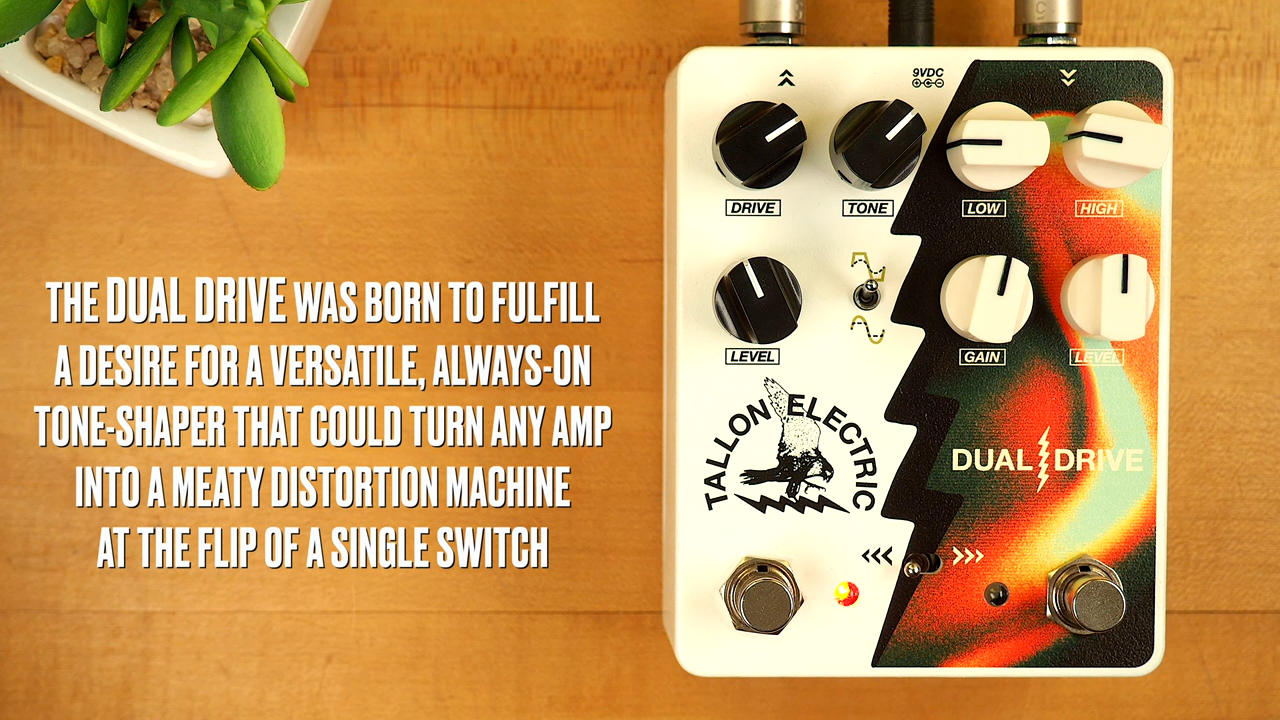 THE DUAL DRIVE WAS BORN TO FULFILL
A DESIRE FOR A VERSATILE, ALWAYS-ON
TONE-SHAPER THAT COULD TURN ANY AMP
INTO A MEATY DISTORTION MACHINE
AT THE FLIP OF A SINGLE SWITCH
9VDC
DRIVE
TONE
LOW
HIGH
LEVEL
GAIN
LEVEL
TALLON ELECTRIC
DUAL DRIVE